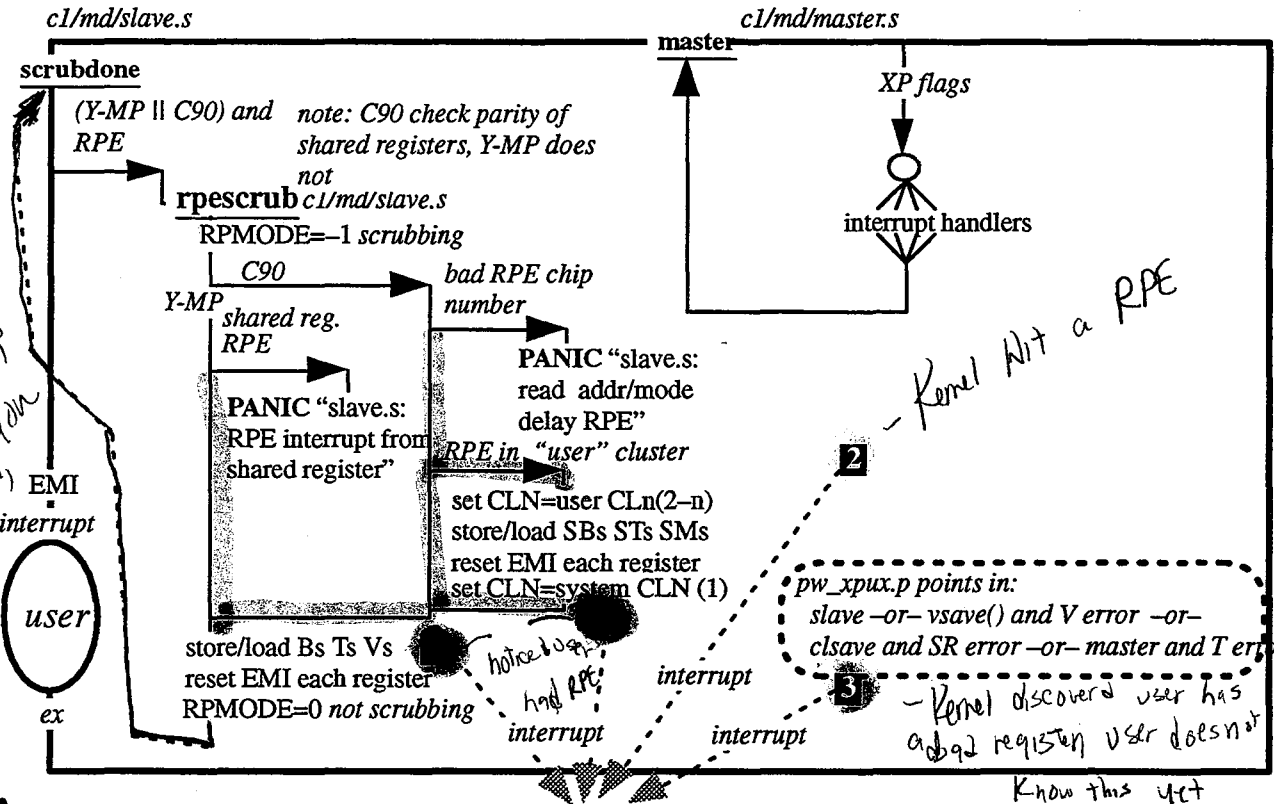 c1/md/slave.s
c1/md/master.s
master
scrubdone
XP flags
(Y-MP || C90) and
RPE
note: C90 check parity of
shared registers, Y-MP does
not
rpescrub c1/md/slave.s
RPMODE=–1 scrubbing
interrupt handlers
C90
bad RPE chip
number
Y-MP
shared reg.
RPE
PANIC “slave.s:
read addr/mode
delay RPE”
PANIC “slave.s:
RPE interrupt from
shared register”
- Kernel Hit a RPE
2
RPE in “user” cluster
EMI
interrupt
set CLN=user CLn(2–n)
store/load SBs STs SMs
reset EMI each register
set CLN=system CLN (1)
user
pw_xpux.p points in:
slave –or– vsave() and V error –or–
clsave and SR error –or– master and T err
store/load Bs Ts Vs
reset EMI each register
RPMODE=0 not scrubbing
noticed user
had RPE
interrupt
3
ex
interrupt
interrupt
- Kernel discovered user has
a bad register, user does not
Know this yet